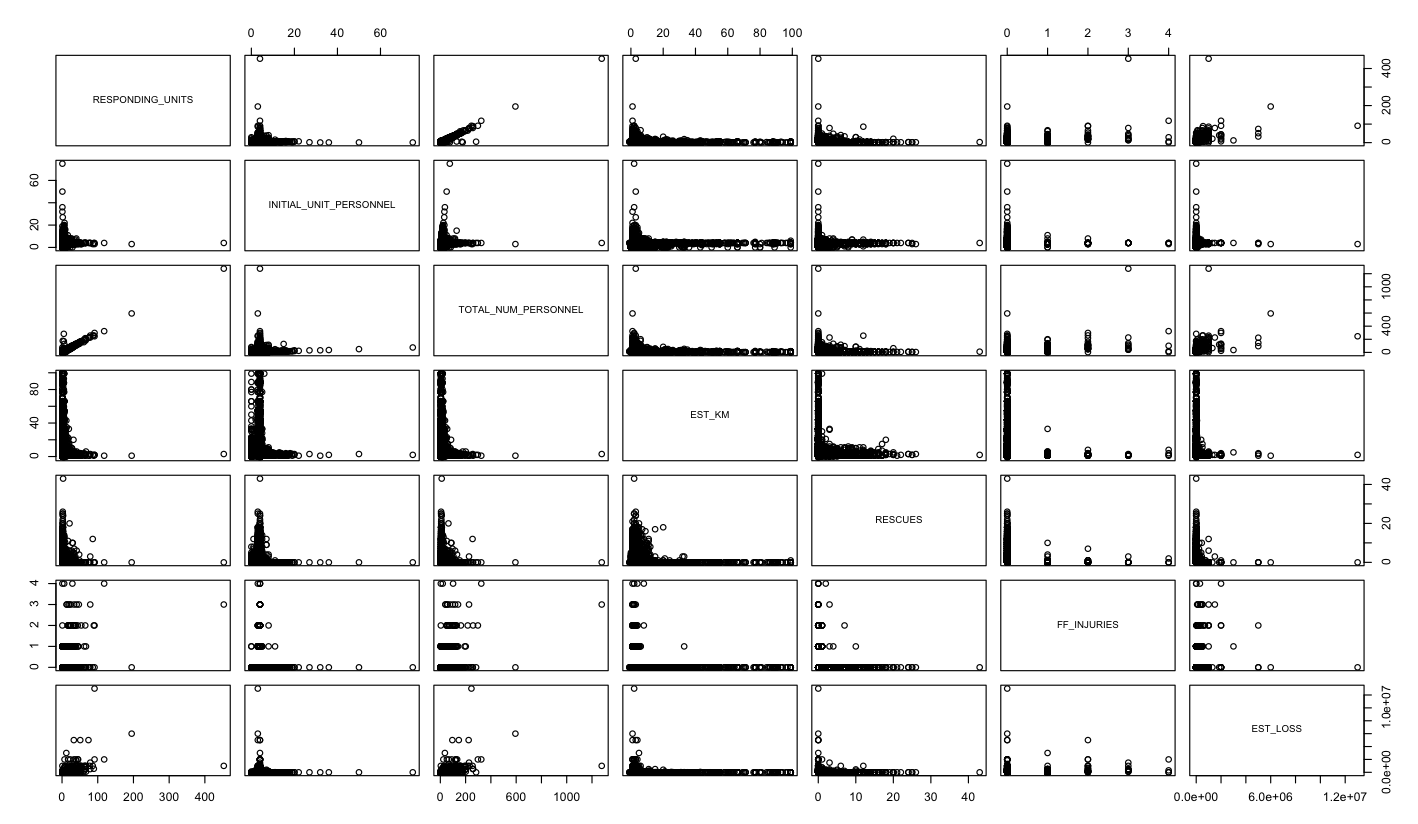 0 20 40 60
0 20 40 60 80 100
0 1 2 3 4
RESPONDING_UNITS
0 200 400
INITIAL_UNIT_PERSONNEL
0 20 60
TOTAL_NUM_PERSONNEL
0 400 1000
EST_KM
0 40 80
RESCUES
0 20 40
FF_INJURIES
0 1 2 3 4
EST_LOSS
0.0e+00 1.0e+07
0 100 200 300 400
0 200 600 1000
0 10 20 30 40
0.0e+00 6.0e+06 1.2e+07